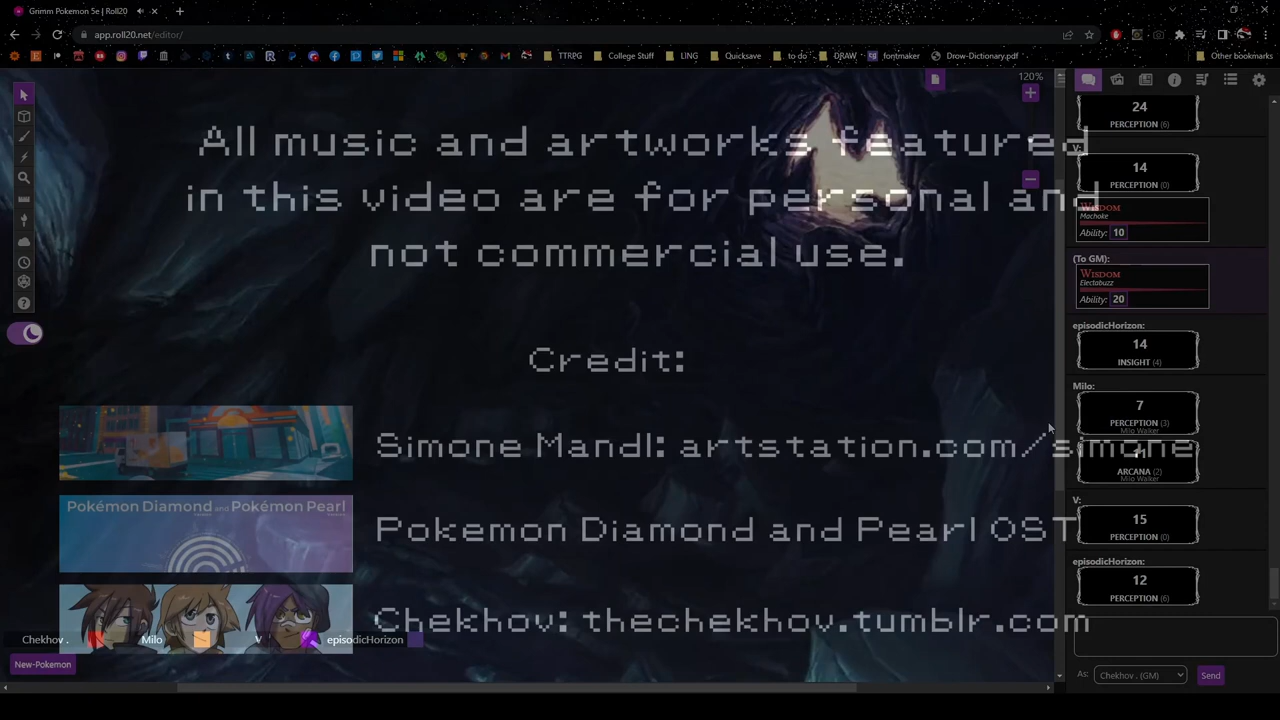 Grimm Pokemon 5e | Roll20
app.roll20.net/editor/
TTRPG
College Stuff
LING
Quicksave
to do
DRAW
fontmaker
Drow-Dictionary.pdf
Other bookmarks
120%
All music and artworks featured
in this video are for personal and
not commercial use.
Credit:
Simone Mandl: artstation.com/simone
Pokémon Diamond and Pokémon Pearl
Pokemon Diamond and Pearl OST
Chekhov: thechekhov.tumblr.com
Chekhov .
Milo
V
episodicHorizon
New-Pokemon
24
PERCEPTION (6)
V:
14
PERCEPTION (0)
WISDOM
Machoke
Ability: 10
(To GM):
WISDOM
Electabuzz
Ability: 20
episodicHorizon:
14
INSIGHT (4)
Milo:
7
PERCEPTION (3)
Milo Walker
ARCANA (2)
Milo Walker
V:
15
PERCEPTION (0)
episodicHorizon:
12
PERCEPTION (6)
As:
Chekhov . (GM)
Send